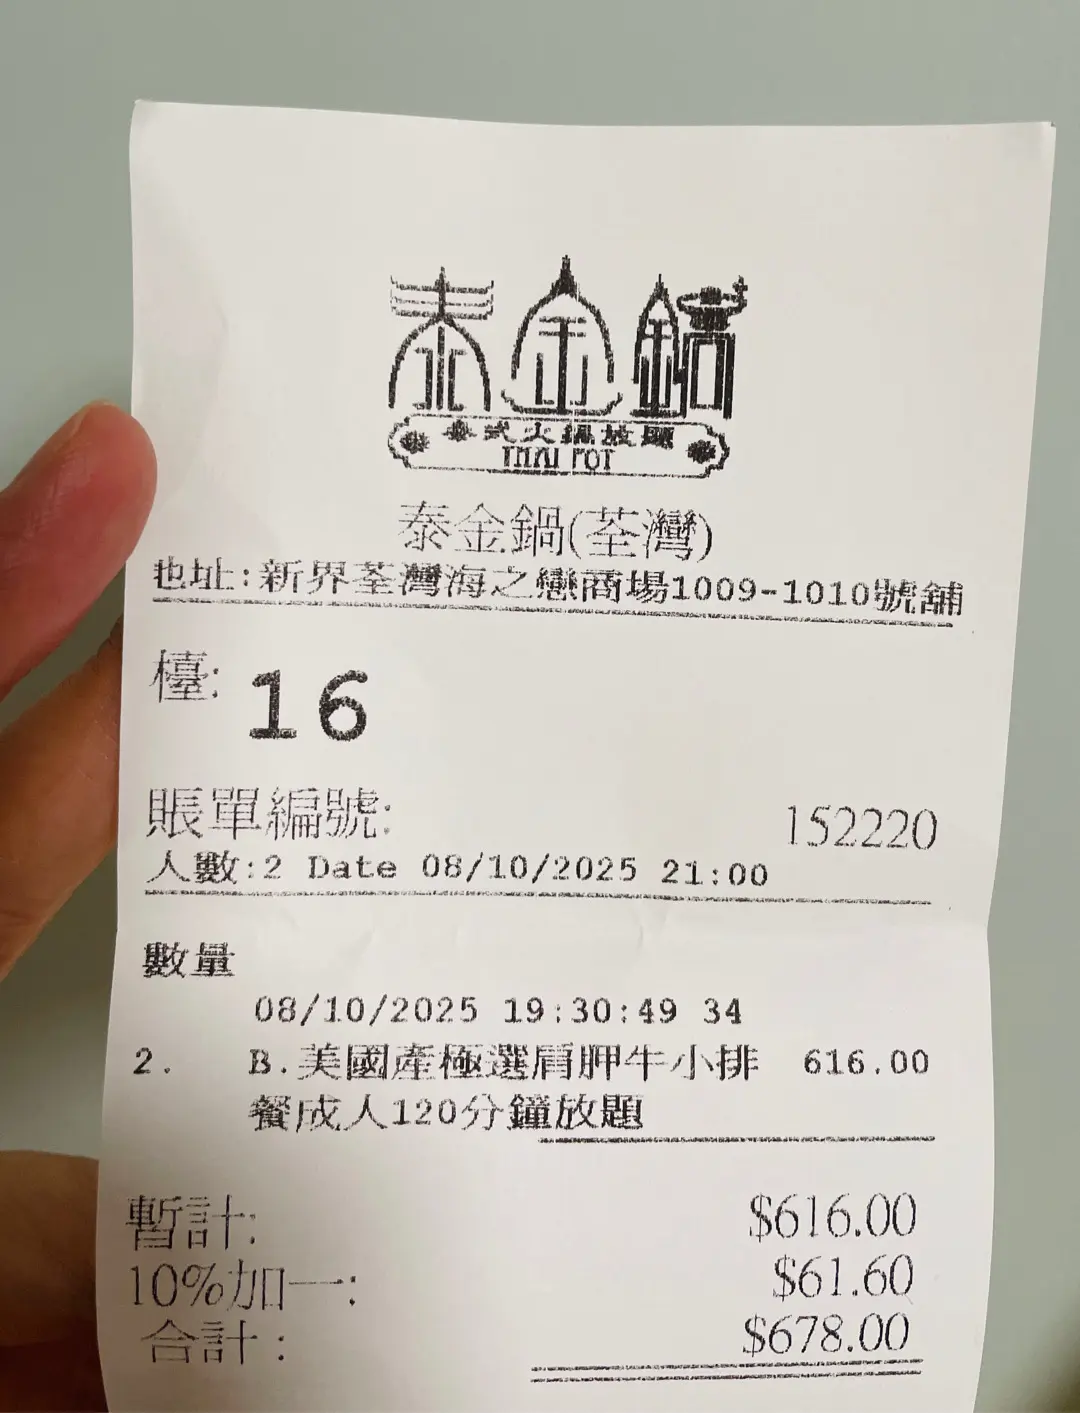 泰金鍋
泰式火鍋放題
THAI POT
泰金鍋(荃灣)
地址:新界荃灣海之戀商場1009-1010號舖
檯: 16
賬單編號: 152220
人數:2 Date 08/10/2025 21:00
數量
08/10/2025 19:30:49 34
2. B.美國產極選肩胛牛小排 616.00
餐成人120分鐘放題
暫計: $616.00
10%加一: $61.60
合計: $678.00